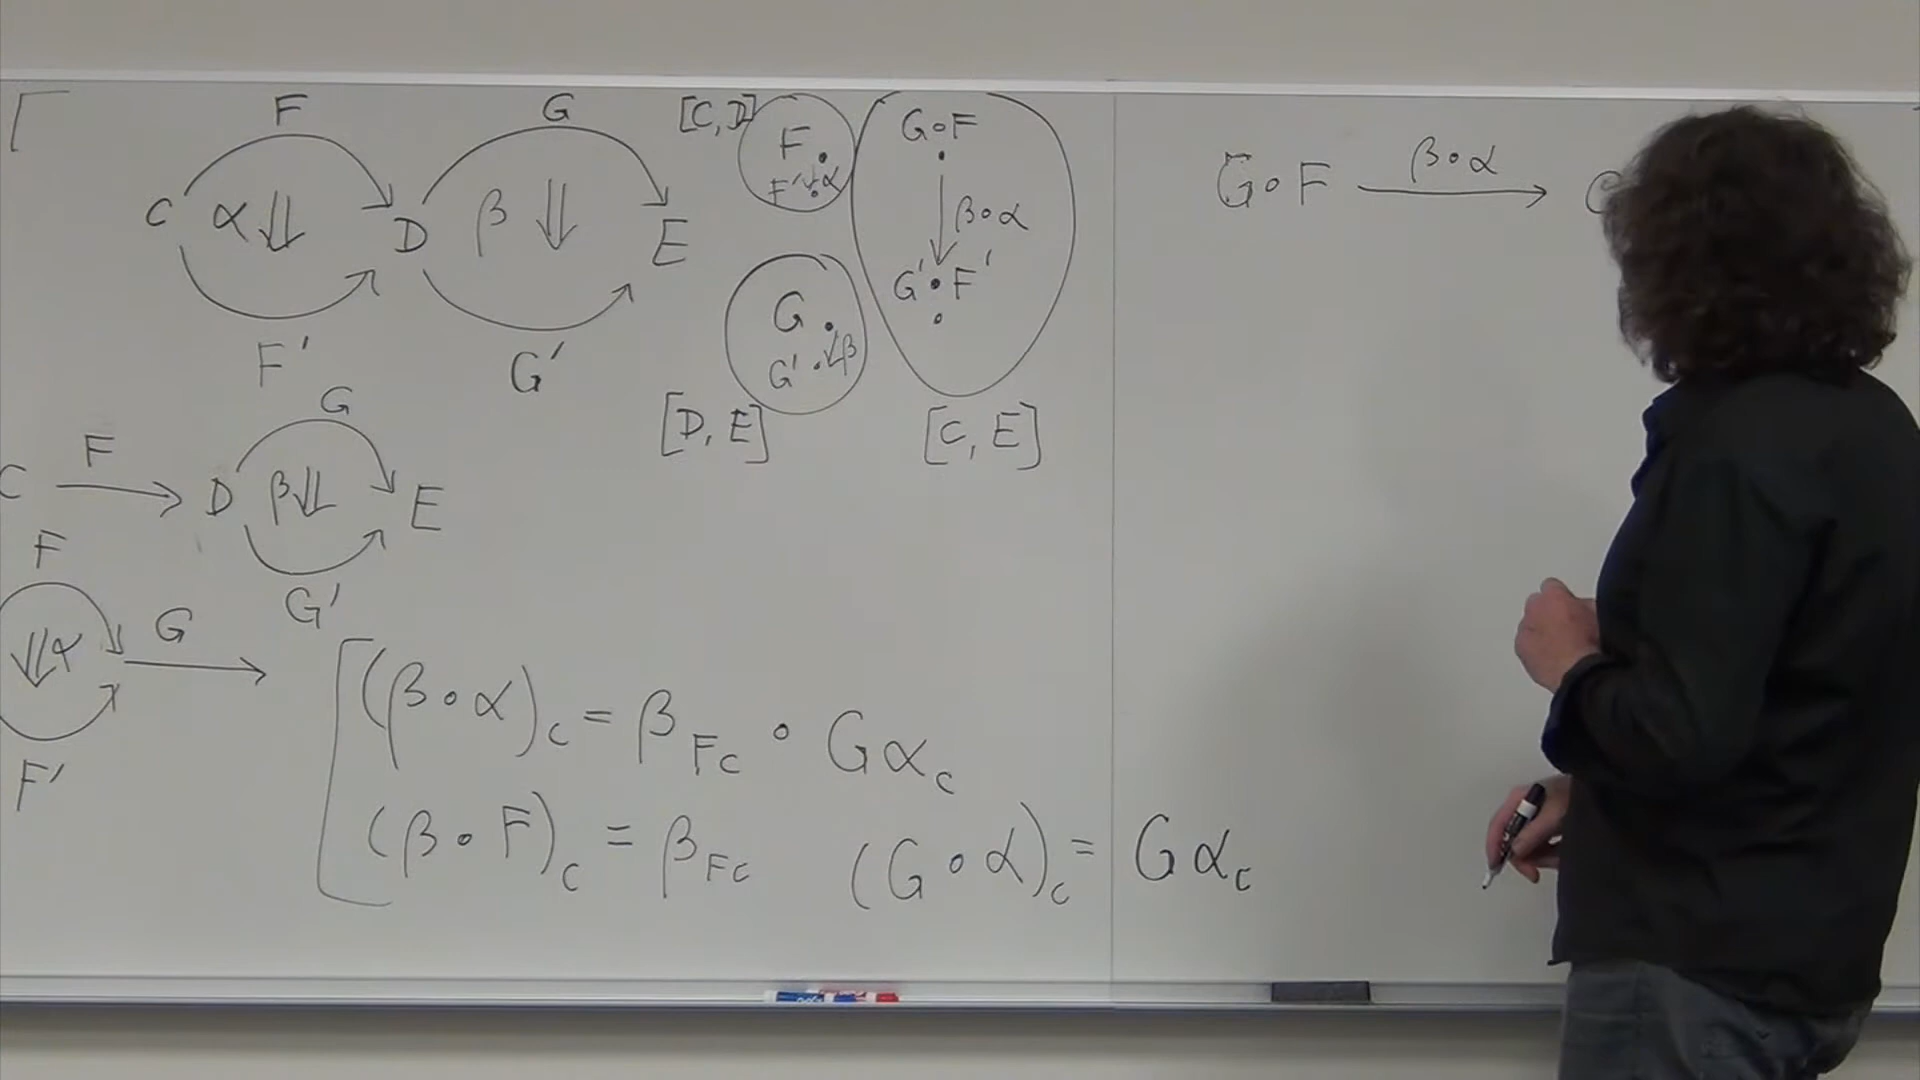 F G [C, D] F. G∘F
F' ↓ α
C α ⇓ D β ⇓ E ↓ β∘α
G' ∘ F'
F' G' G.
G' . ↓ β
[D, E] [C, E]
C F → D G β ⇓ E
G'
F ⇓ α G →
F'
(β∘α)c = βFc ∘ Gαc
(β∘F)c = βFc (G∘α)c = Gαc
G∘F β∘α →